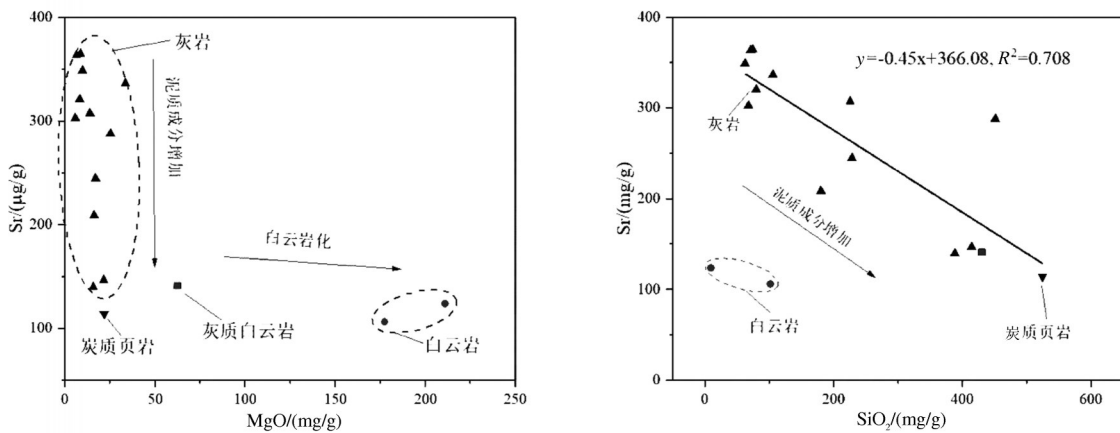 400
300
200
100
Sr/(μg/g)
灰岩
泥质成分增加
白云岩化
炭质页岩
灰质白云岩
白云岩
0 50 100 150 200 250
MgO/(mg/g)
400
300
200
100
0
Sr/(mg/g)
y=-0.45x+366.08, R²=0.708
灰岩
泥质成分增加
白云岩
炭质页岩
0 200 400 600
SiO₂/(mg/g)